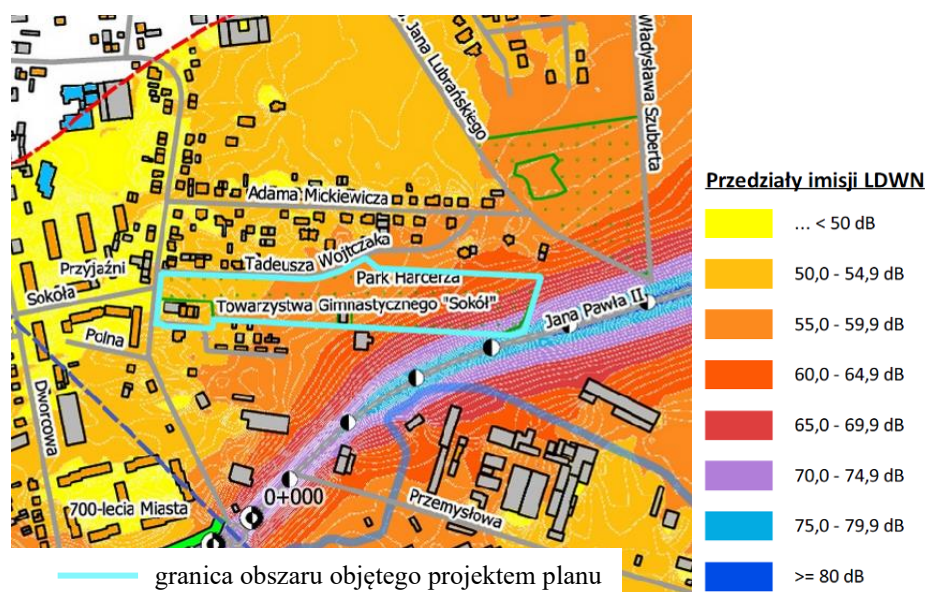 . Jana Lubrańskiego
Władysława Szuberta
Adama Mickiewicza
Tadeusza Wojtczaka
Przyjaźni
Park Harcerza
Sokoła
Towarzystwa Gimnastycznego "Sokół"
Jana Pawła II
Polna
Dworcowa
0+000
700-lecia Miasta
Przemysłowa
granica obszaru objętego projektem planu
Przedziały imisji LDWN
... < 50 dB
50,0 - 54,9 dB
55,0 - 59,9 dB
60,0 - 64,9 dB
65,0 - 69,9 dB
70,0 - 74,9 dB
75,0 - 79,9 dB
>= 80 dB